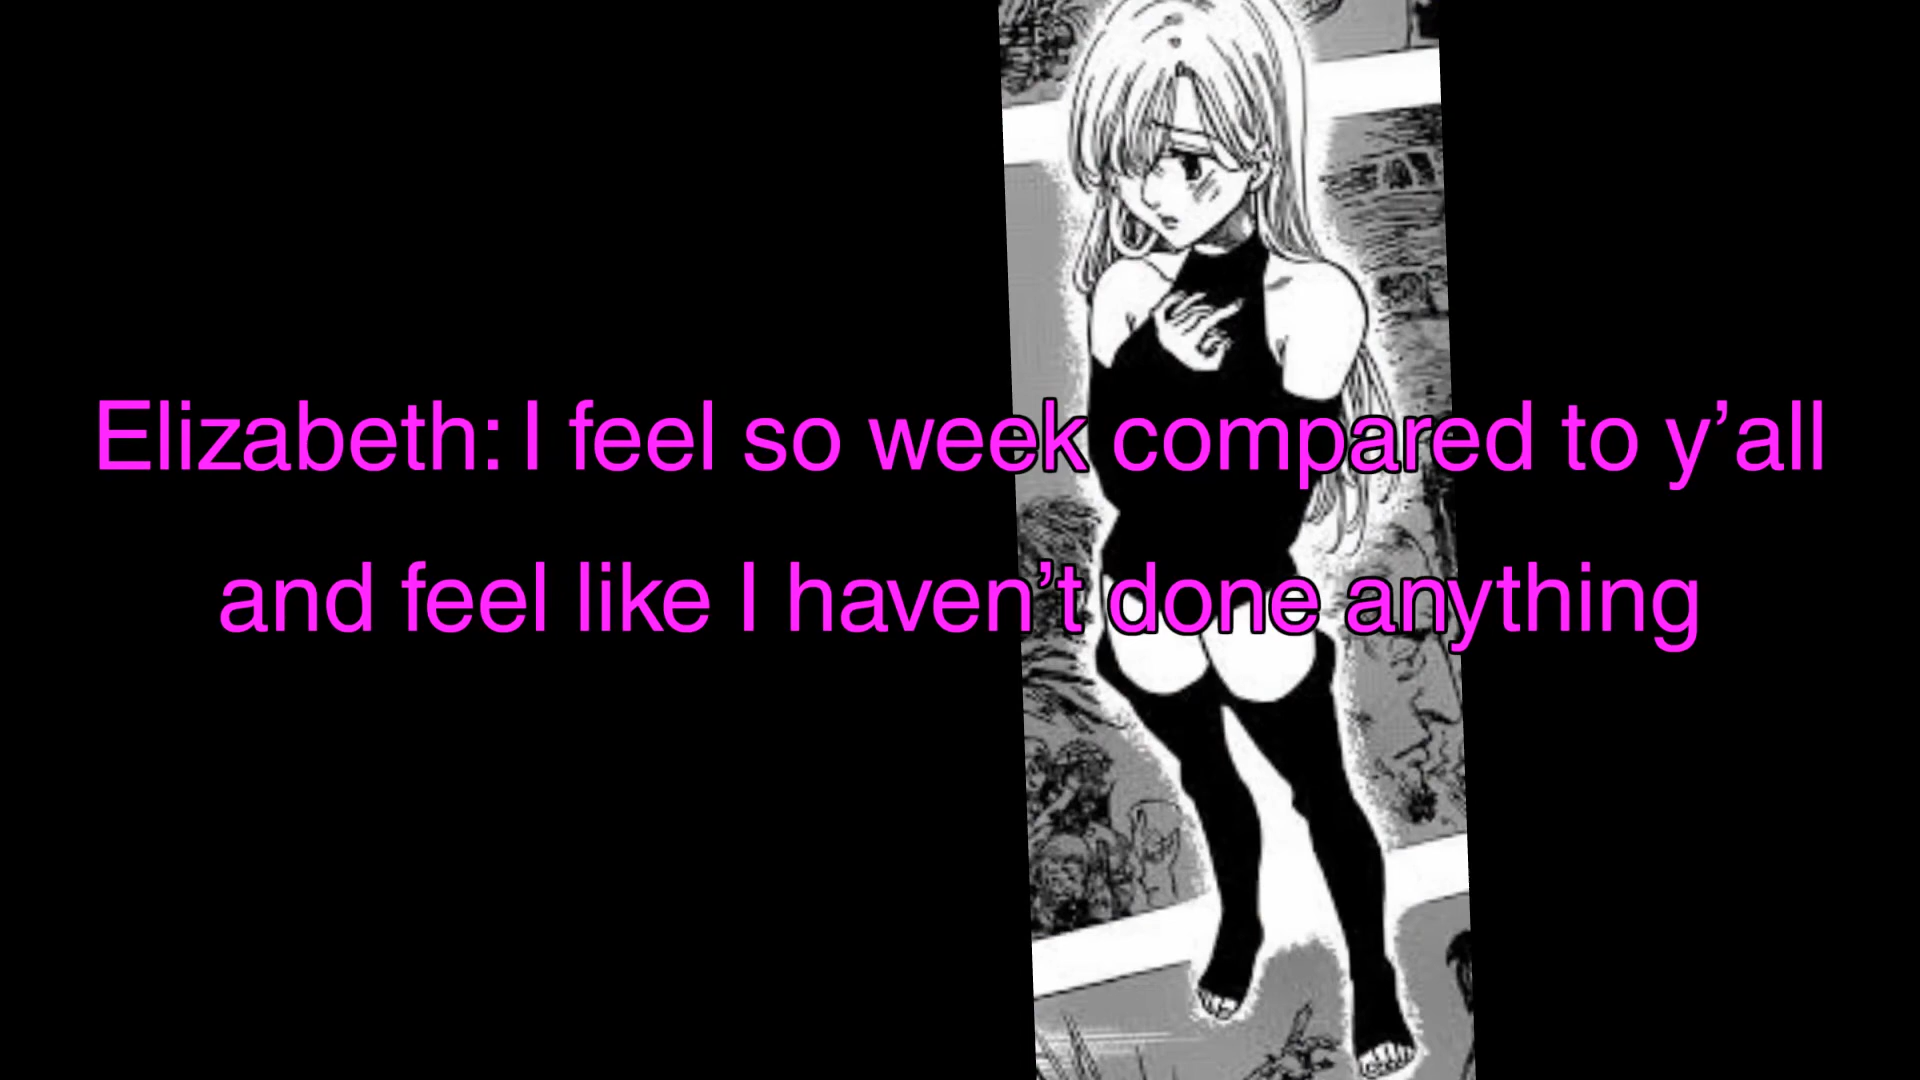 Elizabeth: I feel so week compared to y’all
and feel like I haven’t done anything